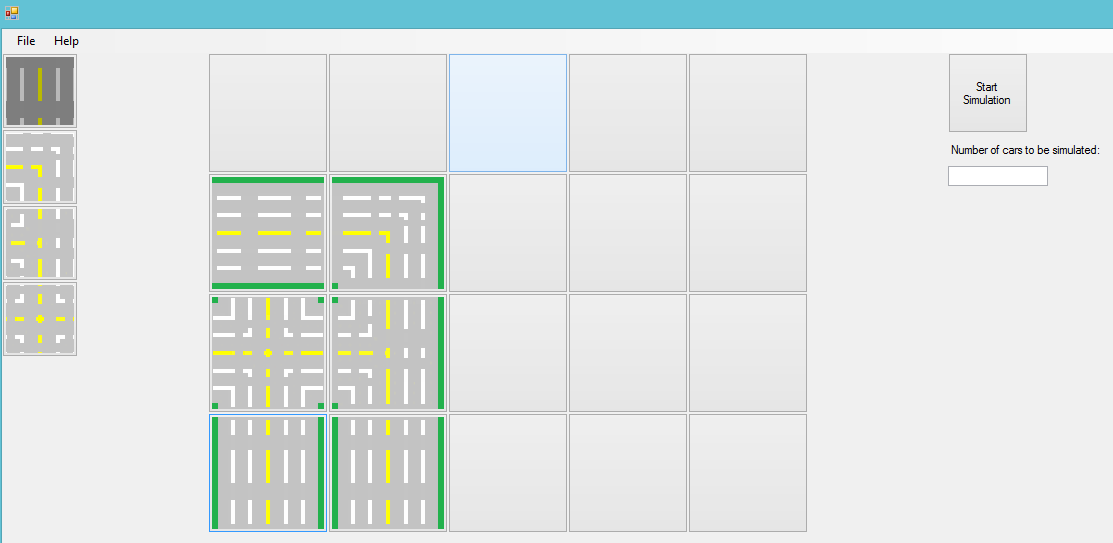 File Help
Start
Simulation
Number of cars to be simulated: